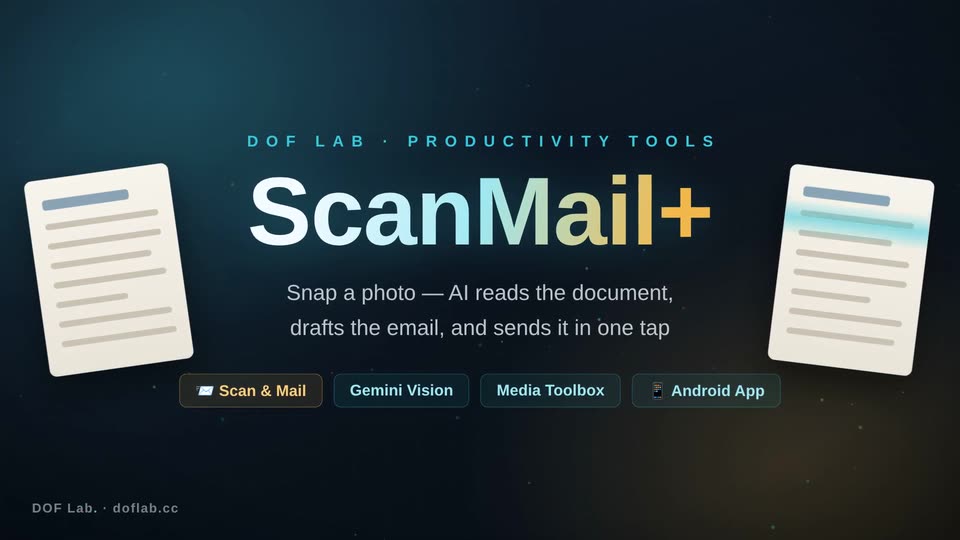 DOF LAB · PRODUCTIVITY TOOLS
ScanMail+
Snap a photo — AI reads the document,
drafts the email, and sends it in one tap
📨 Scan & Mail
Gemini Vision
Media Toolbox
📱 Android App
DOF Lab. · doflab.cc